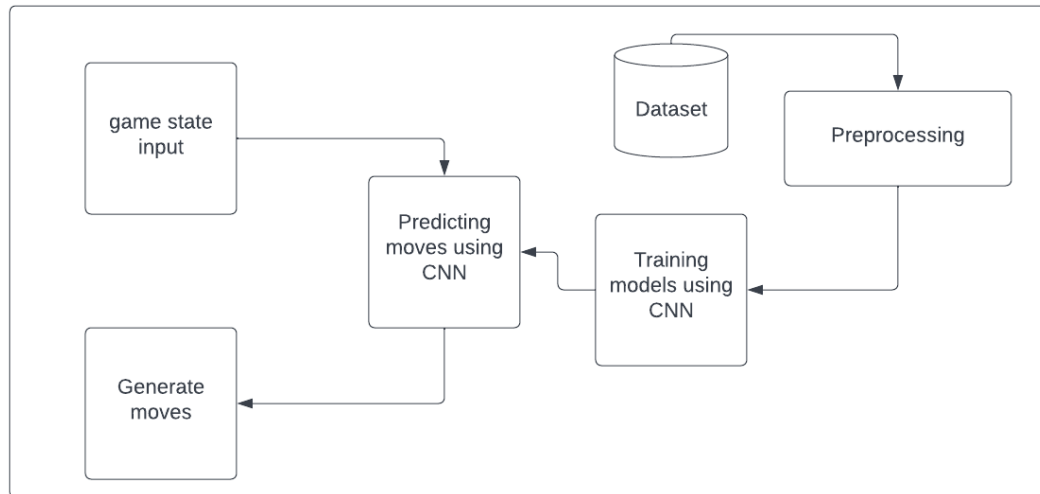 game state
input
Dataset
Preprocessing
Predicting
moves using
CNN
Training
models using
CNN
Generate
moves